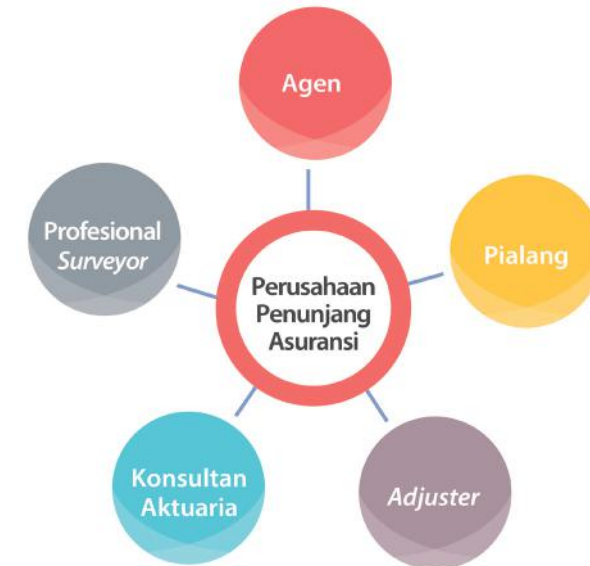 Agen
Profesional
Surveyor
Pialang
Perusahaan
Penunjang
Asuransi
Konsultan
Aktuaria
Adjuster